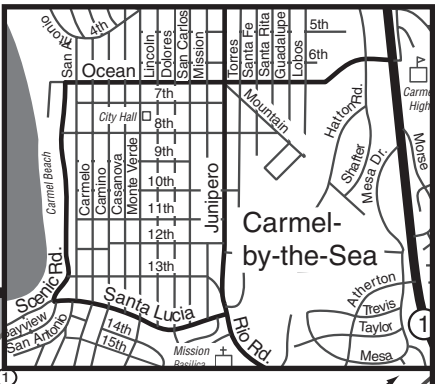 4th
San A
Lincoln
Dolores
San Carlos
Mission
Torres
Santa Fe
Santa Rita
Guadalupe
Lobos
5th
6th
Ocean
7th
City Hall
8th
Mountain
Hatton Rd.
Carme
High
Morse
Shafter
Mesa Dr.
Carmel Beach
Carmelo
Camino
Casanova
Monte Verde
9th
10th
11th
12th
13th
Junipero
Carmel-
by-the-Sea
Scenic Rd.
Santa Lucia
Rio Rd.
Atherton
Trevis
Taylor
Mesa
1
Bayview
San Antonio
14th
15th
Mission
Basilica
1